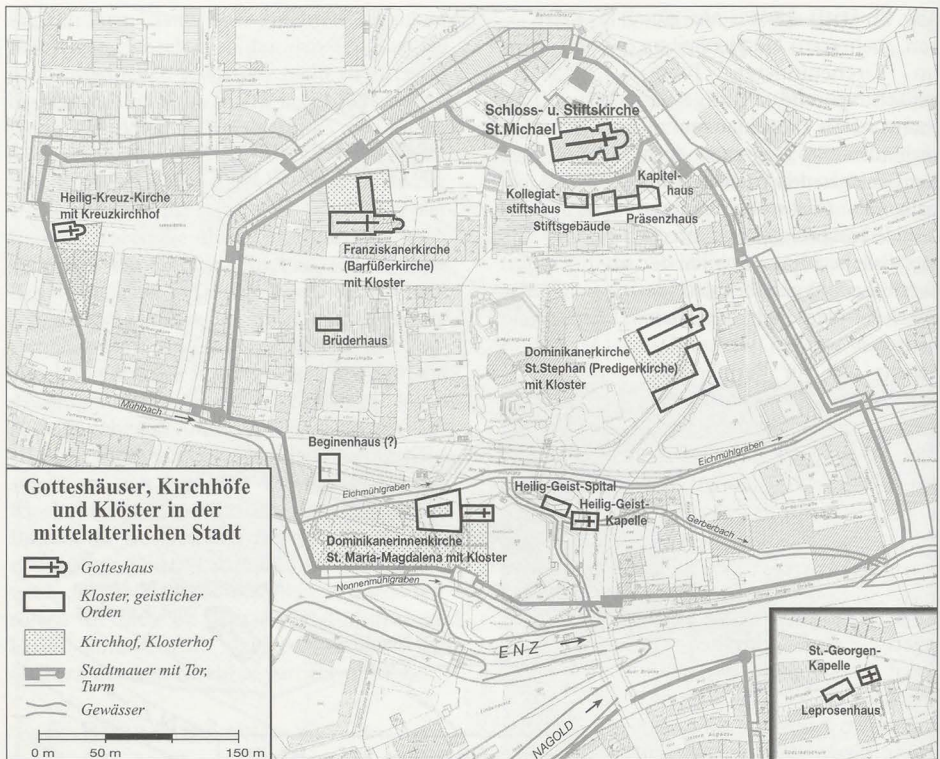 Schloss- u. Stiftskirche
St.Michael
Kapitel-
haus
Kollegiat-
stiftshaus
Präsenzhaus
Stiftsgebäude
Heilig-Kreuz-Kirche
mit Kreuzkirchhof
Franziskanerkirche
(Barfüßerkirche)
mit Kloster
Brüderhaus
Dominikanerkirche
St.Stephan (Predigerkirche)
mit Kloster
Mühlbach
Beginenhaus (?)
Eichmühlgraben
Eichmühlgraben
Heilig-Geist-Spital
Heilig-Geist-
Kapelle
Gerberbach
Dominikanerinnenkirche
St. Maria-Magdalena mit Kloster
Nonnenmühlgraben
ENZ
NAGOLD
St.-Georgen-
Kapelle
Leprosenhaus
Gotteshäuser, Kirchhöfe
und Klöster in der
mittelalterlichen Stadt
Gotteshaus
Kloster, geistlicher
Orden
Kirchhof, Klosterhof
Stadtmauer mit Tor,
Turm
Gewässer
0 m 50 m 150 m